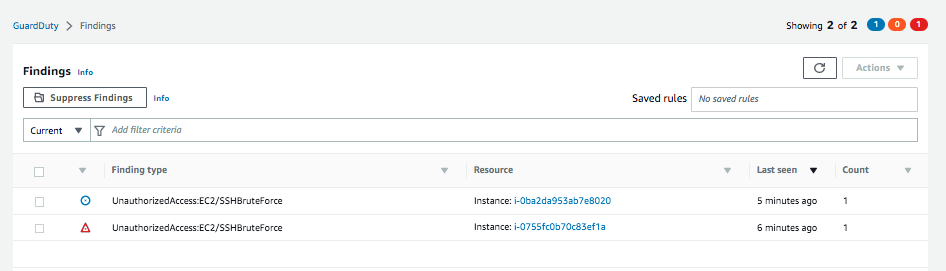 GuardDuty > Findings
Showing 2 of 2 1 0 1
Findings Info
Actions
Suppress Findings Info
Saved rules No saved rules
Current Add filter criteria
Finding type Resource Last seen Count
UnauthorizedAccess:EC2/SSHBruteForce Instance: i-0ba2da953ab7e8020 5 minutes ago 1
UnauthorizedAccess:EC2/SSHBruteForce Instance: i-0755fc0b70c83ef1a 6 minutes ago 1